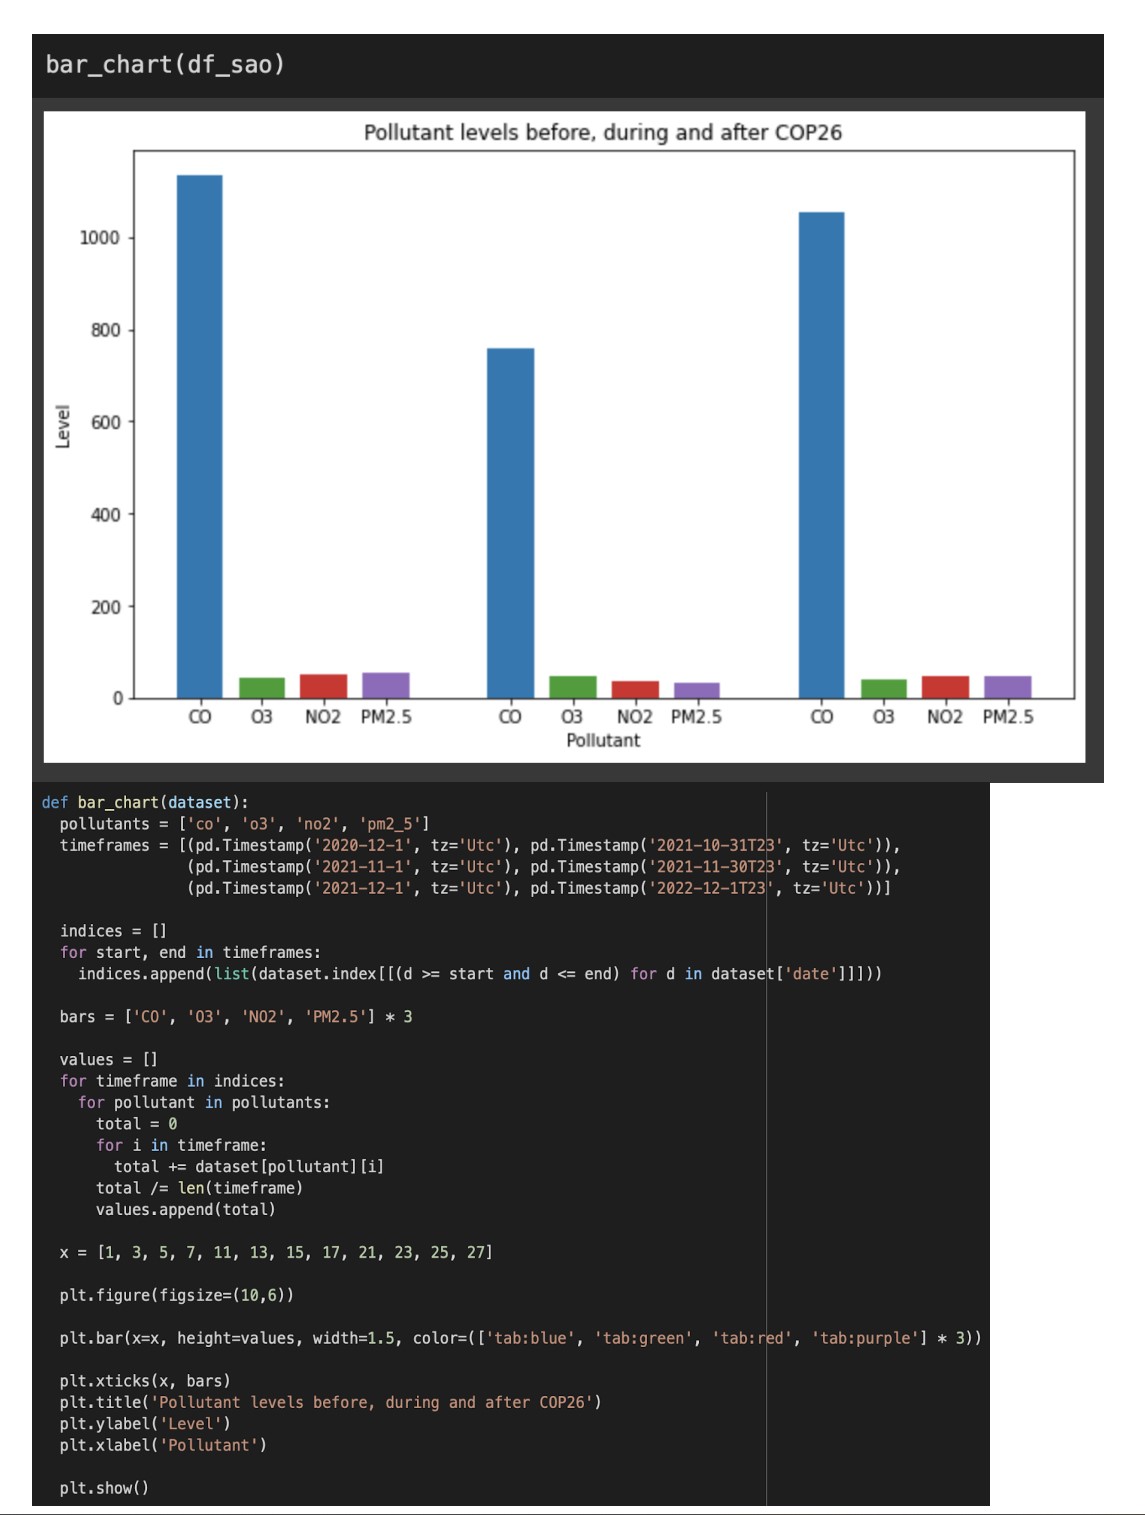 bar_chart(df_sao)
Pollutant levels before, during and after COP26
1000
800
600
400
200
0
Level
CO O3 NO2 PM2.5 CO O3 NO2 PM2.5 CO O3 NO2 PM2.5
Pollutant
def bar_chart(dataset):
  pollutants = ['co', 'o3', 'no2', 'pm2_5']
  timeframes = [(pd.Timestamp('2020-12-1', tz='Utc'), pd.Timestamp('2021-10-31T23', tz='Utc')),
                (pd.Timestamp('2021-11-1', tz='Utc'), pd.Timestamp('2021-11-30T23', tz='Utc')),
                (pd.Timestamp('2021-12-1', tz='Utc'), pd.Timestamp('2022-12-1T23', tz='Utc'))]
  indices = []
  for start, end in timeframes:
    indices.append(list(dataset.index[[(d >= start and d <= end) for d in dataset['date']]]))
  bars = ['CO', 'O3', 'NO2', 'PM2.5'] * 3
  values = []
  for timeframe in indices:
    for pollutant in pollutants:
      total = 0
      for i in timeframe:
        total += dataset[pollutant][i]
      total /= len(timeframe)
      values.append(total)
  x = [1, 3, 5, 7, 11, 13, 15, 17, 21, 23, 25, 27]
  plt.figure(figsize=(10,6))
  plt.bar(x=x, height=values, width=1.5, color=(['tab:blue', 'tab:green', 'tab:red', 'tab:purple'] * 3))
  plt.xticks(x, bars)
  plt.title('Pollutant levels before, during and after COP26')
  plt.ylabel('Level')
  plt.xlabel('Pollutant')
  plt.show()